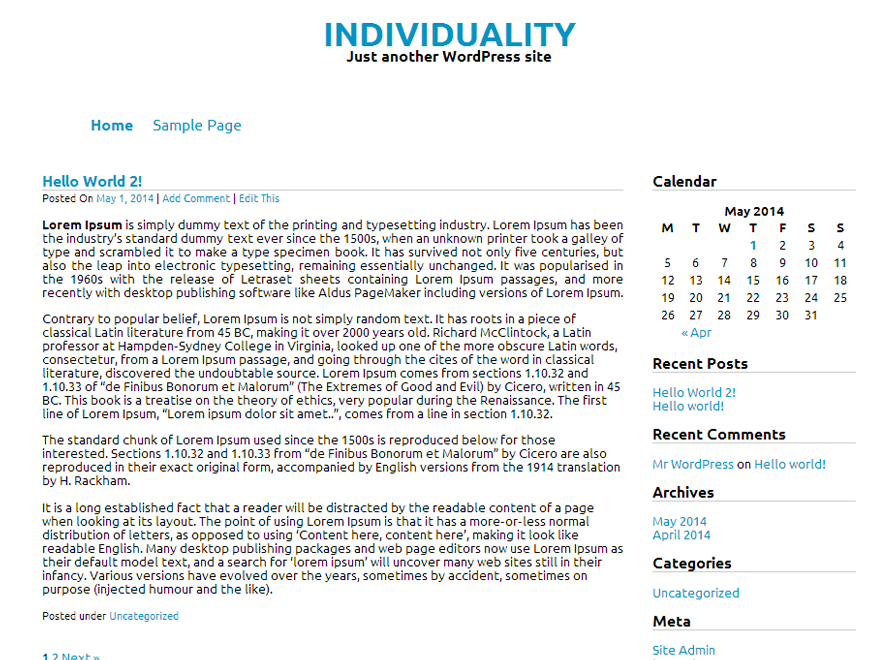 INDIVIDUALITY
Just another WordPress site
Home Sample Page
Hello World 2!
Posted On May 1, 2014 | Add Comment | Edit This
Lorem Ipsum is simply dummy text of the printing and typesetting industry. Lorem Ipsum has been
the industry’s standard dummy text ever since the 1500s, when an unknown printer took a galley of
type and scrambled it to make a type specimen book. It has survived not only five centuries, but
also the leap into electronic typesetting, remaining essentially unchanged. It was popularised in
the 1960s with the release of Letraset sheets containing Lorem Ipsum passages, and more
recently with desktop publishing software like Aldus PageMaker including versions of Lorem Ipsum.
Contrary to popular belief, Lorem Ipsum is not simply random text. It has roots in a piece of
classical Latin literature from 45 BC, making it over 2000 years old. Richard McClintock, a Latin
professor at Hampden-Sydney College in Virginia, looked up one of the more obscure Latin words,
consectetur, from a Lorem Ipsum passage, and going through the cites of the word in classical
literature, discovered the undoubtable source. Lorem Ipsum comes from sections 1.10.32 and
1.10.33 of “de Finibus Bonorum et Malorum” (The Extremes of Good and Evil) by Cicero, written in 45
BC. This book is a treatise on the theory of ethics, very popular during the Renaissance. The first
line of Lorem Ipsum, “Lorem ipsum dolor sit amet..”, comes from a line in section 1.10.32.
The standard chunk of Lorem Ipsum used since the 1500s is reproduced below for those
interested. Sections 1.10.32 and 1.10.33 from “de Finibus Bonorum et Malorum” by Cicero are also
reproduced in their exact original form, accompanied by English versions from the 1914 translation
by H. Rackham.
It is a long established fact that a reader will be distracted by the readable content of a page
when looking at its layout. The point of using Lorem Ipsum is that it has a more-or-less normal
distribution of letters, as opposed to using ‘Content here, content here’, making it look like
readable English. Many desktop publishing packages and web page editors now use Lorem Ipsum as
their default model text, and a search for ‘lorem ipsum’ will uncover many web sites still in their
infancy. Various versions have evolved over the years, sometimes by accident, sometimes on
purpose (injected humour and the like).
Posted under Uncategorized
1 2 Next »
Calendar
May 2014
M T W T F S S
1 2 3 4
5 6 7 8 9 10 11
12 13 14 15 16 17 18
19 20 21 22 23 24 25
26 27 28 29 30 31
« Apr
Recent Posts
Hello World 2!
Hello world!
Recent Comments
Mr WordPress on Hello world!
Archives
May 2014
April 2014
Categories
Uncategorized
Meta
Site Admin